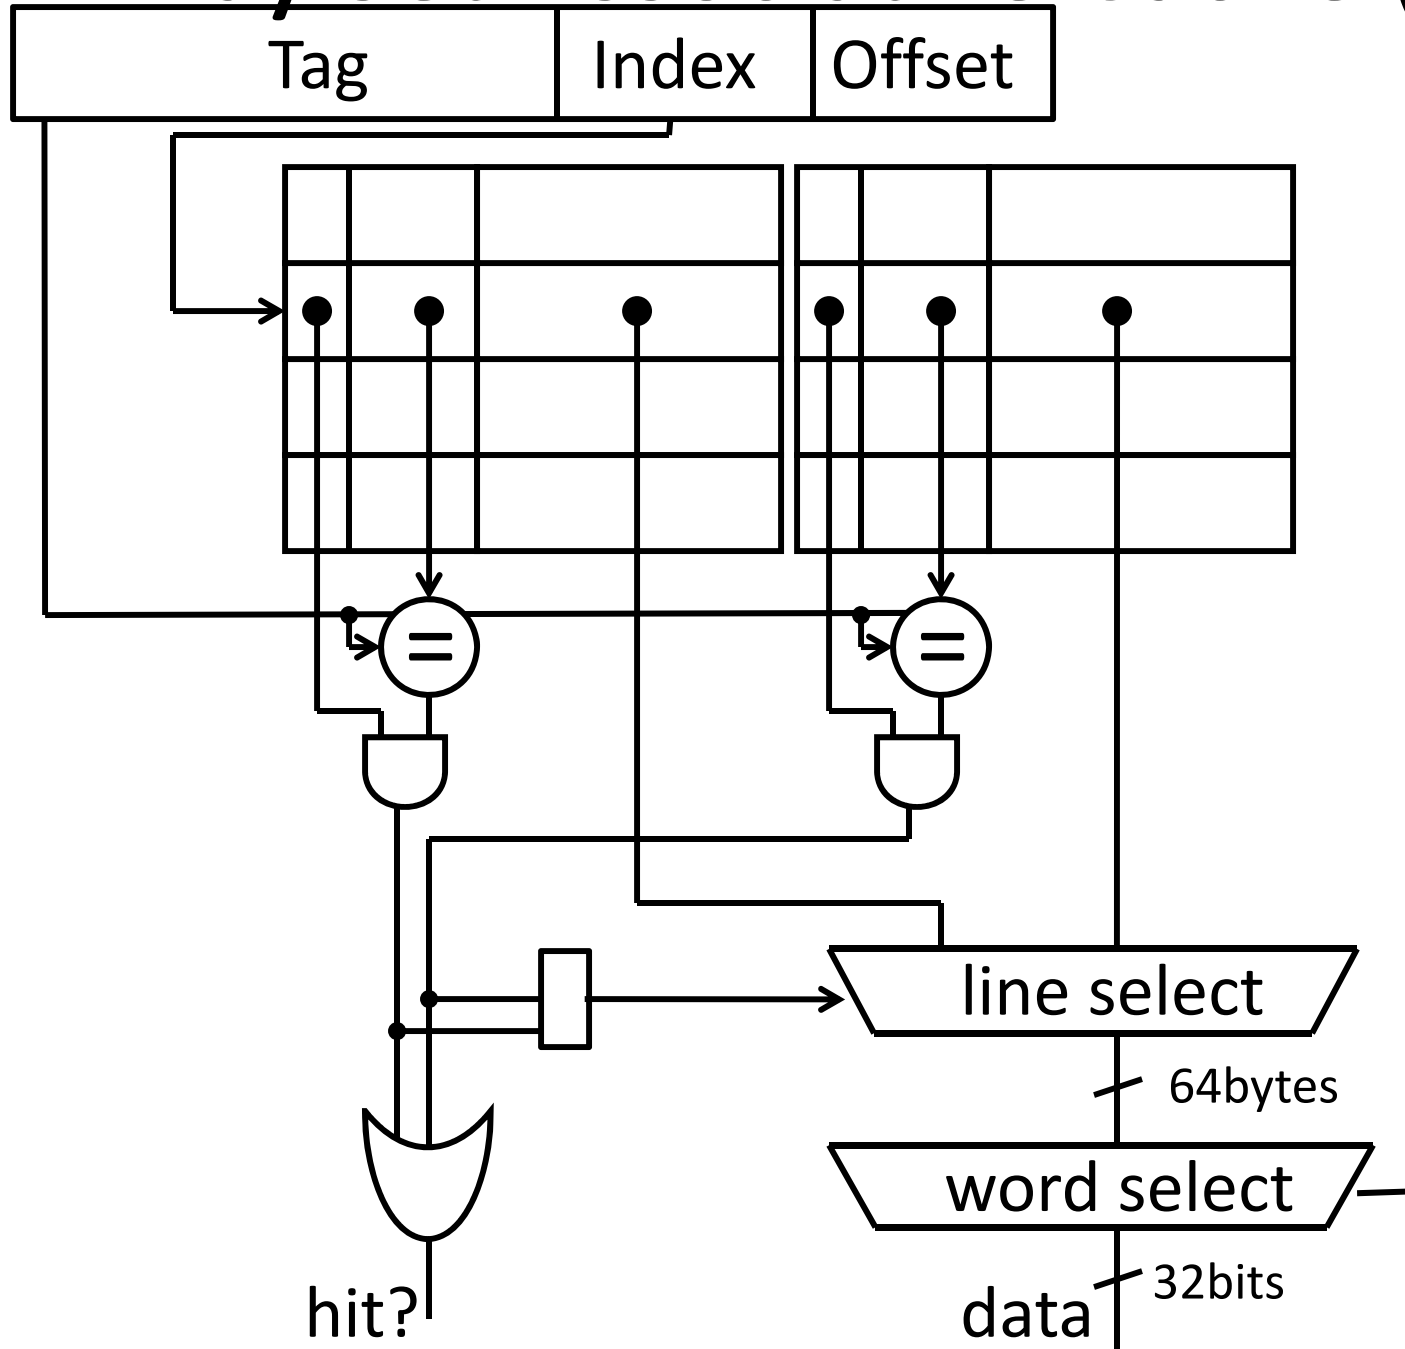 Tag Index Offset
=
=
line select
64bytes
word select
32bits
hit?
data